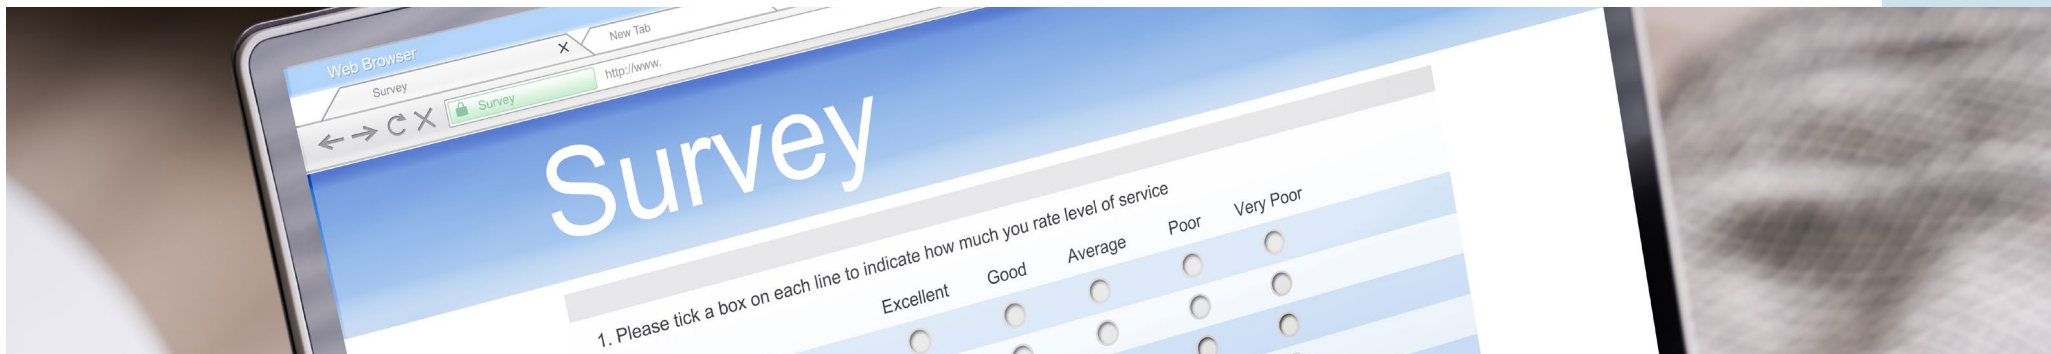 Web Browser
Survey
New Tab
Survey
http://www.
Survey
1. Please tick a box on each line to indicate how much you rate level of service
Excellent Good Average Poor Very Poor